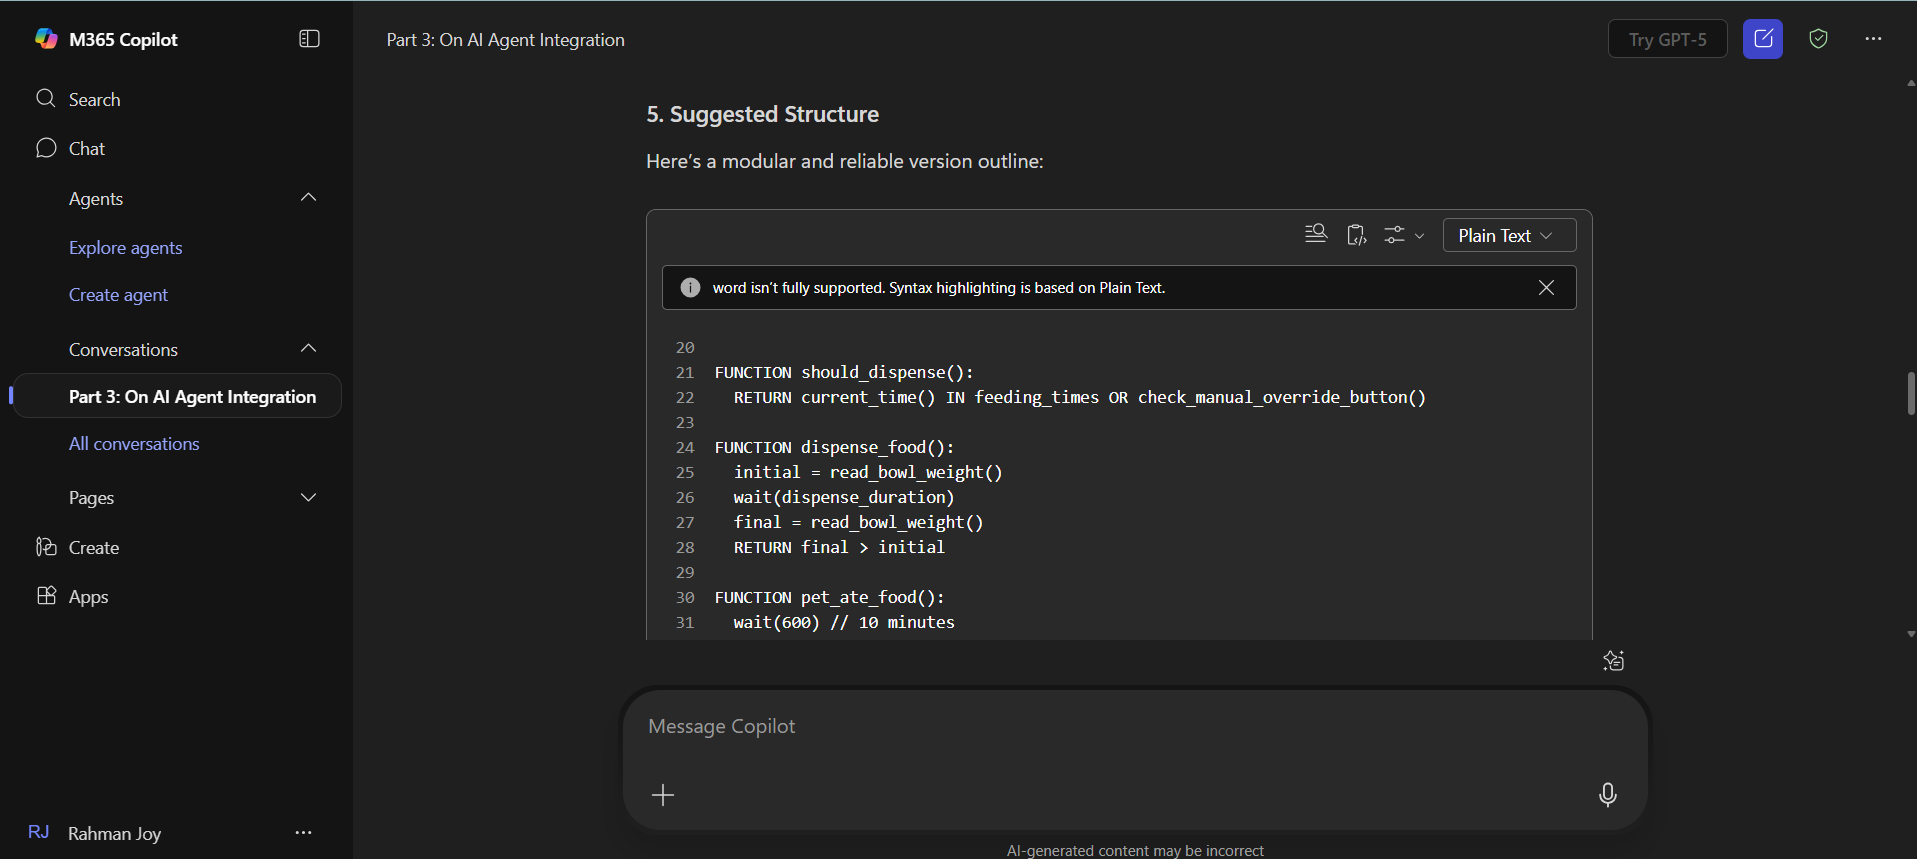 M365 Copilot
Search
Chat
Agents
Explore agents
Create agent
Conversations
Part 3: On AI Agent Integration
All conversations
Pages
Create
Apps
RJ Rahman Joy
Part 3: On AI Agent Integration
Try GPT-5
5. Suggested Structure
Here's a modular and reliable version outline:
Plain Text
word isn't fully supported. Syntax highlighting is based on Plain Text.
20
21 FUNCTION should_dispense():
22   RETURN current_time() IN feeding_times OR check_manual_override_button()
23
24 FUNCTION dispense_food():
25   initial = read_bowl_weight()
26   wait(dispense_duration)
27   final = read_bowl_weight()
28   RETURN final > initial
29
30 FUNCTION pet_ate_food():
31   wait(600) // 10 minutes
Message Copilot
AI-generated content may be incorrect